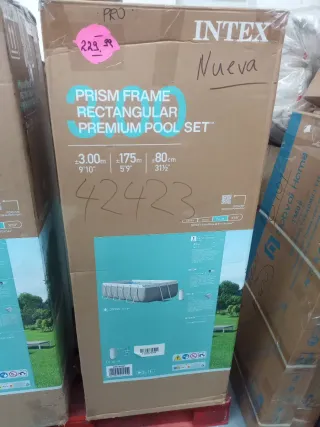 PRO
INTEX
229,99
Nueva
PRISM FRAME
RECTANGULAR
PREMIUM POOL SET
3.00m 175m 80cm
9'10" 5'9" 31½"
42423